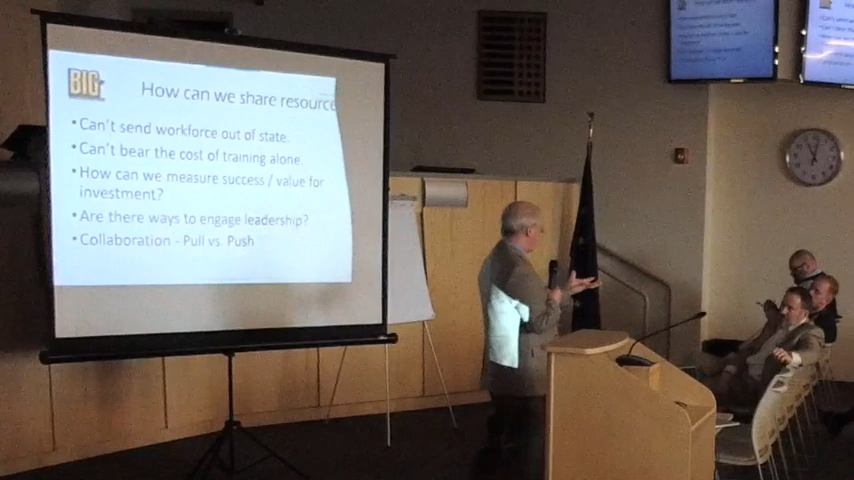 BIG
How can we share resource
•Can't send workforce out of state.
•Can't bear the cost of training alone.
•How can we measure success / value for
investment?
•Are there ways to engage leadership?
•Collaboration - Pull vs. Push